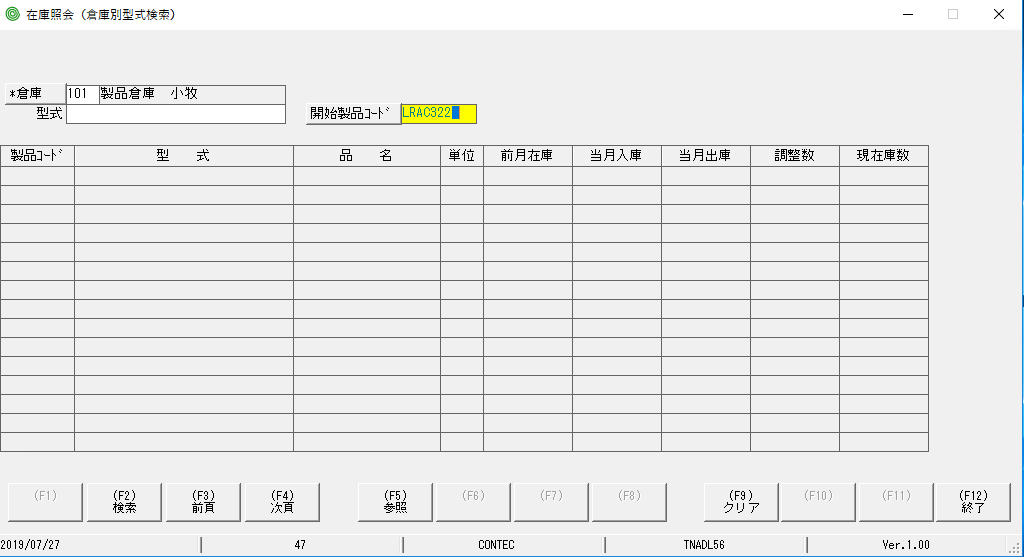 在庫照会（倉庫別型式検索）
*倉庫 101 製品倉庫　小牧
型式 開始製品ｺｰﾄﾞ LRAC322
製品ｺｰﾄﾞ 型　　式 品　　名 単位 前月在庫 当月入庫 当月出庫 調整数 現在庫数
(F1) (F2) (F3) (F4) (F5) (F6) (F7) (F8) (F9) (F10) (F11) (F12)
検索 前頁 次頁 参照 クリア 終了
2019/07/27 47 CONTEC TNADL56 Ver.1.00